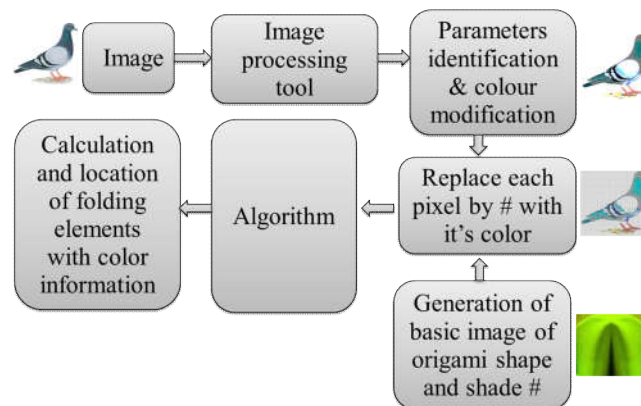 Image
Image
processing
tool
Parameters
identification
& colour
modification
Calculation
and location
of folding
elements
with color
information
Algorithm
Replace each
pixel by # with
it's color
Generation of
basic image of
origami shape
and shade #